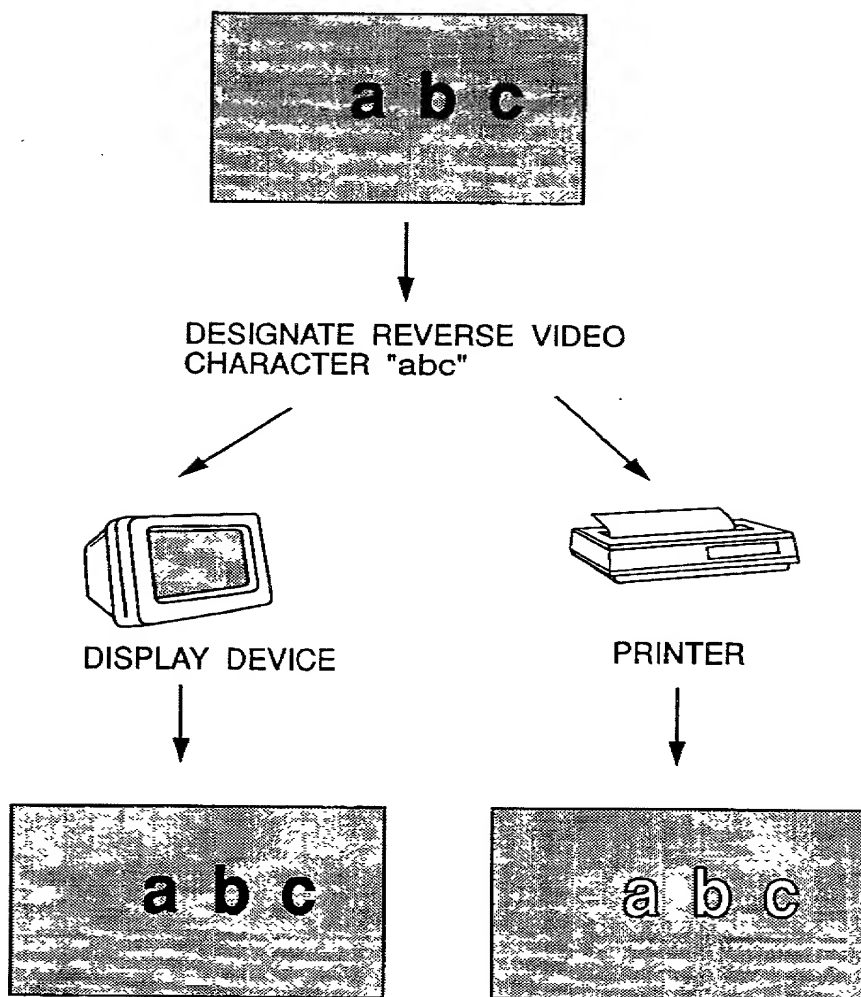 a b c
DESIGNATE REVERSE VIDEO
CHARACTER "abc"
DISPLAY DEVICE
PRINTER
a b c
a b c